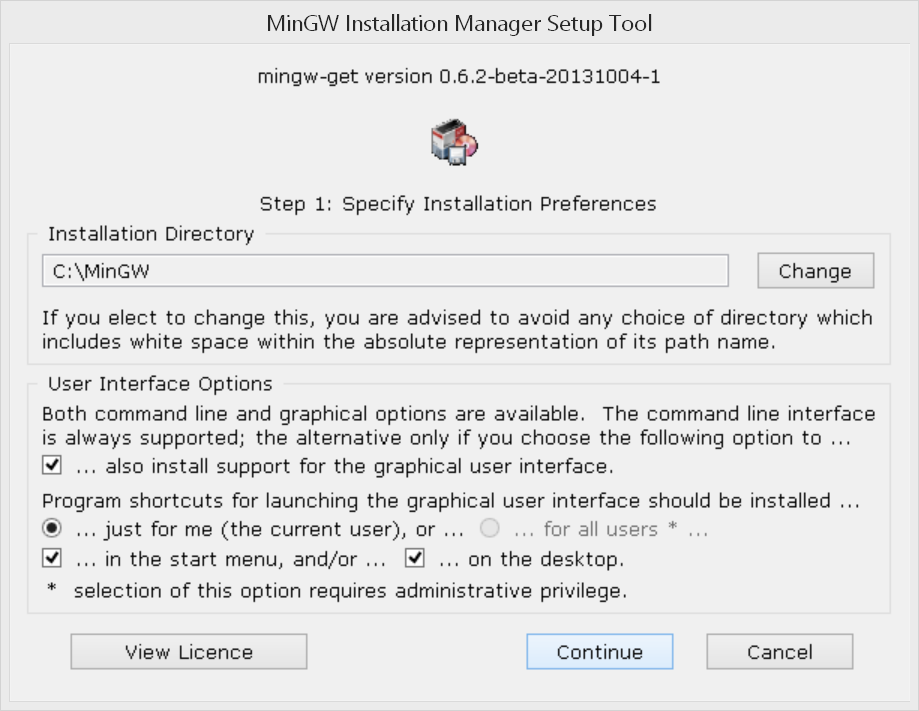 MinGW Installation Manager Setup Tool
mingw-get version 0.6.2-beta-20131004-1
Step 1: Specify Installation Preferences
Installation Directory
C:\MinGW
Change
If you elect to change this, you are advised to avoid any choice of directory which
includes white space within the absolute representation of its path name.
User Interface Options
Both command line and graphical options are available.  The command line interface
is always supported; the alternative only if you choose the following option to ...
... also install support for the graphical user interface.
Program shortcuts for launching the graphical user interface should be installed ...
... just for me (the current user), or ... ... for all users * ...
... in the start menu, and/or ... ... on the desktop.
* selection of this option requires administrative privilege.
View Licence Continue Cancel